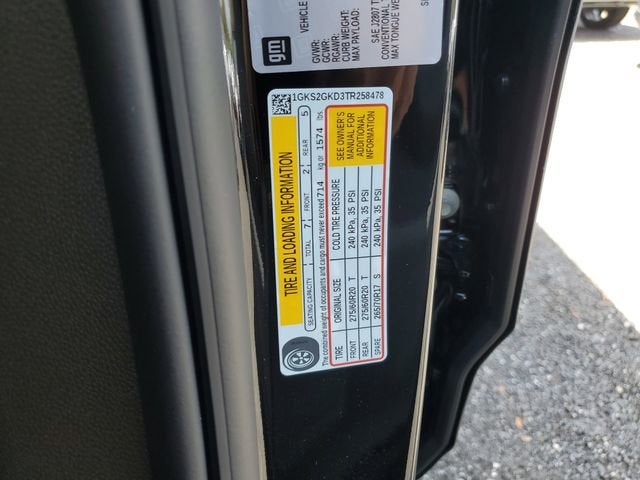 gm
VEHICLE
GVWR:
GCWR:
RGAWR:
CURB WEIGHT:
MAX PAYLOAD:
SAE J2807
CONVENTIONAL
MAX TONGUE
1GKS2GKD3TR258478
TIRE AND LOADING INFORMATION
SEATING CAPACITY TOTAL 7 FRONT 2 REAR 5
The combined weight of occupants and cargo must never exceed 714 kg or 1574 lbs.
TIRE ORIGINAL SIZE COLD TIRE PRESSURE
FRONT 275/60R20 T 240 kPa, 35 PSI
REAR 275/60R20 T 240 kPa, 35 PSI
SPARE 265/70R17 S 240 kPa, 35 PSI
SEE OWNER'S
MANUAL FOR
ADDITIONAL
INFORMATION